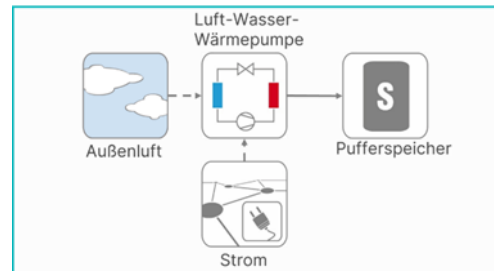 Luft-Wasser-
Wärmepumpe
S
Außenluft
Pufferspeicher
Strom